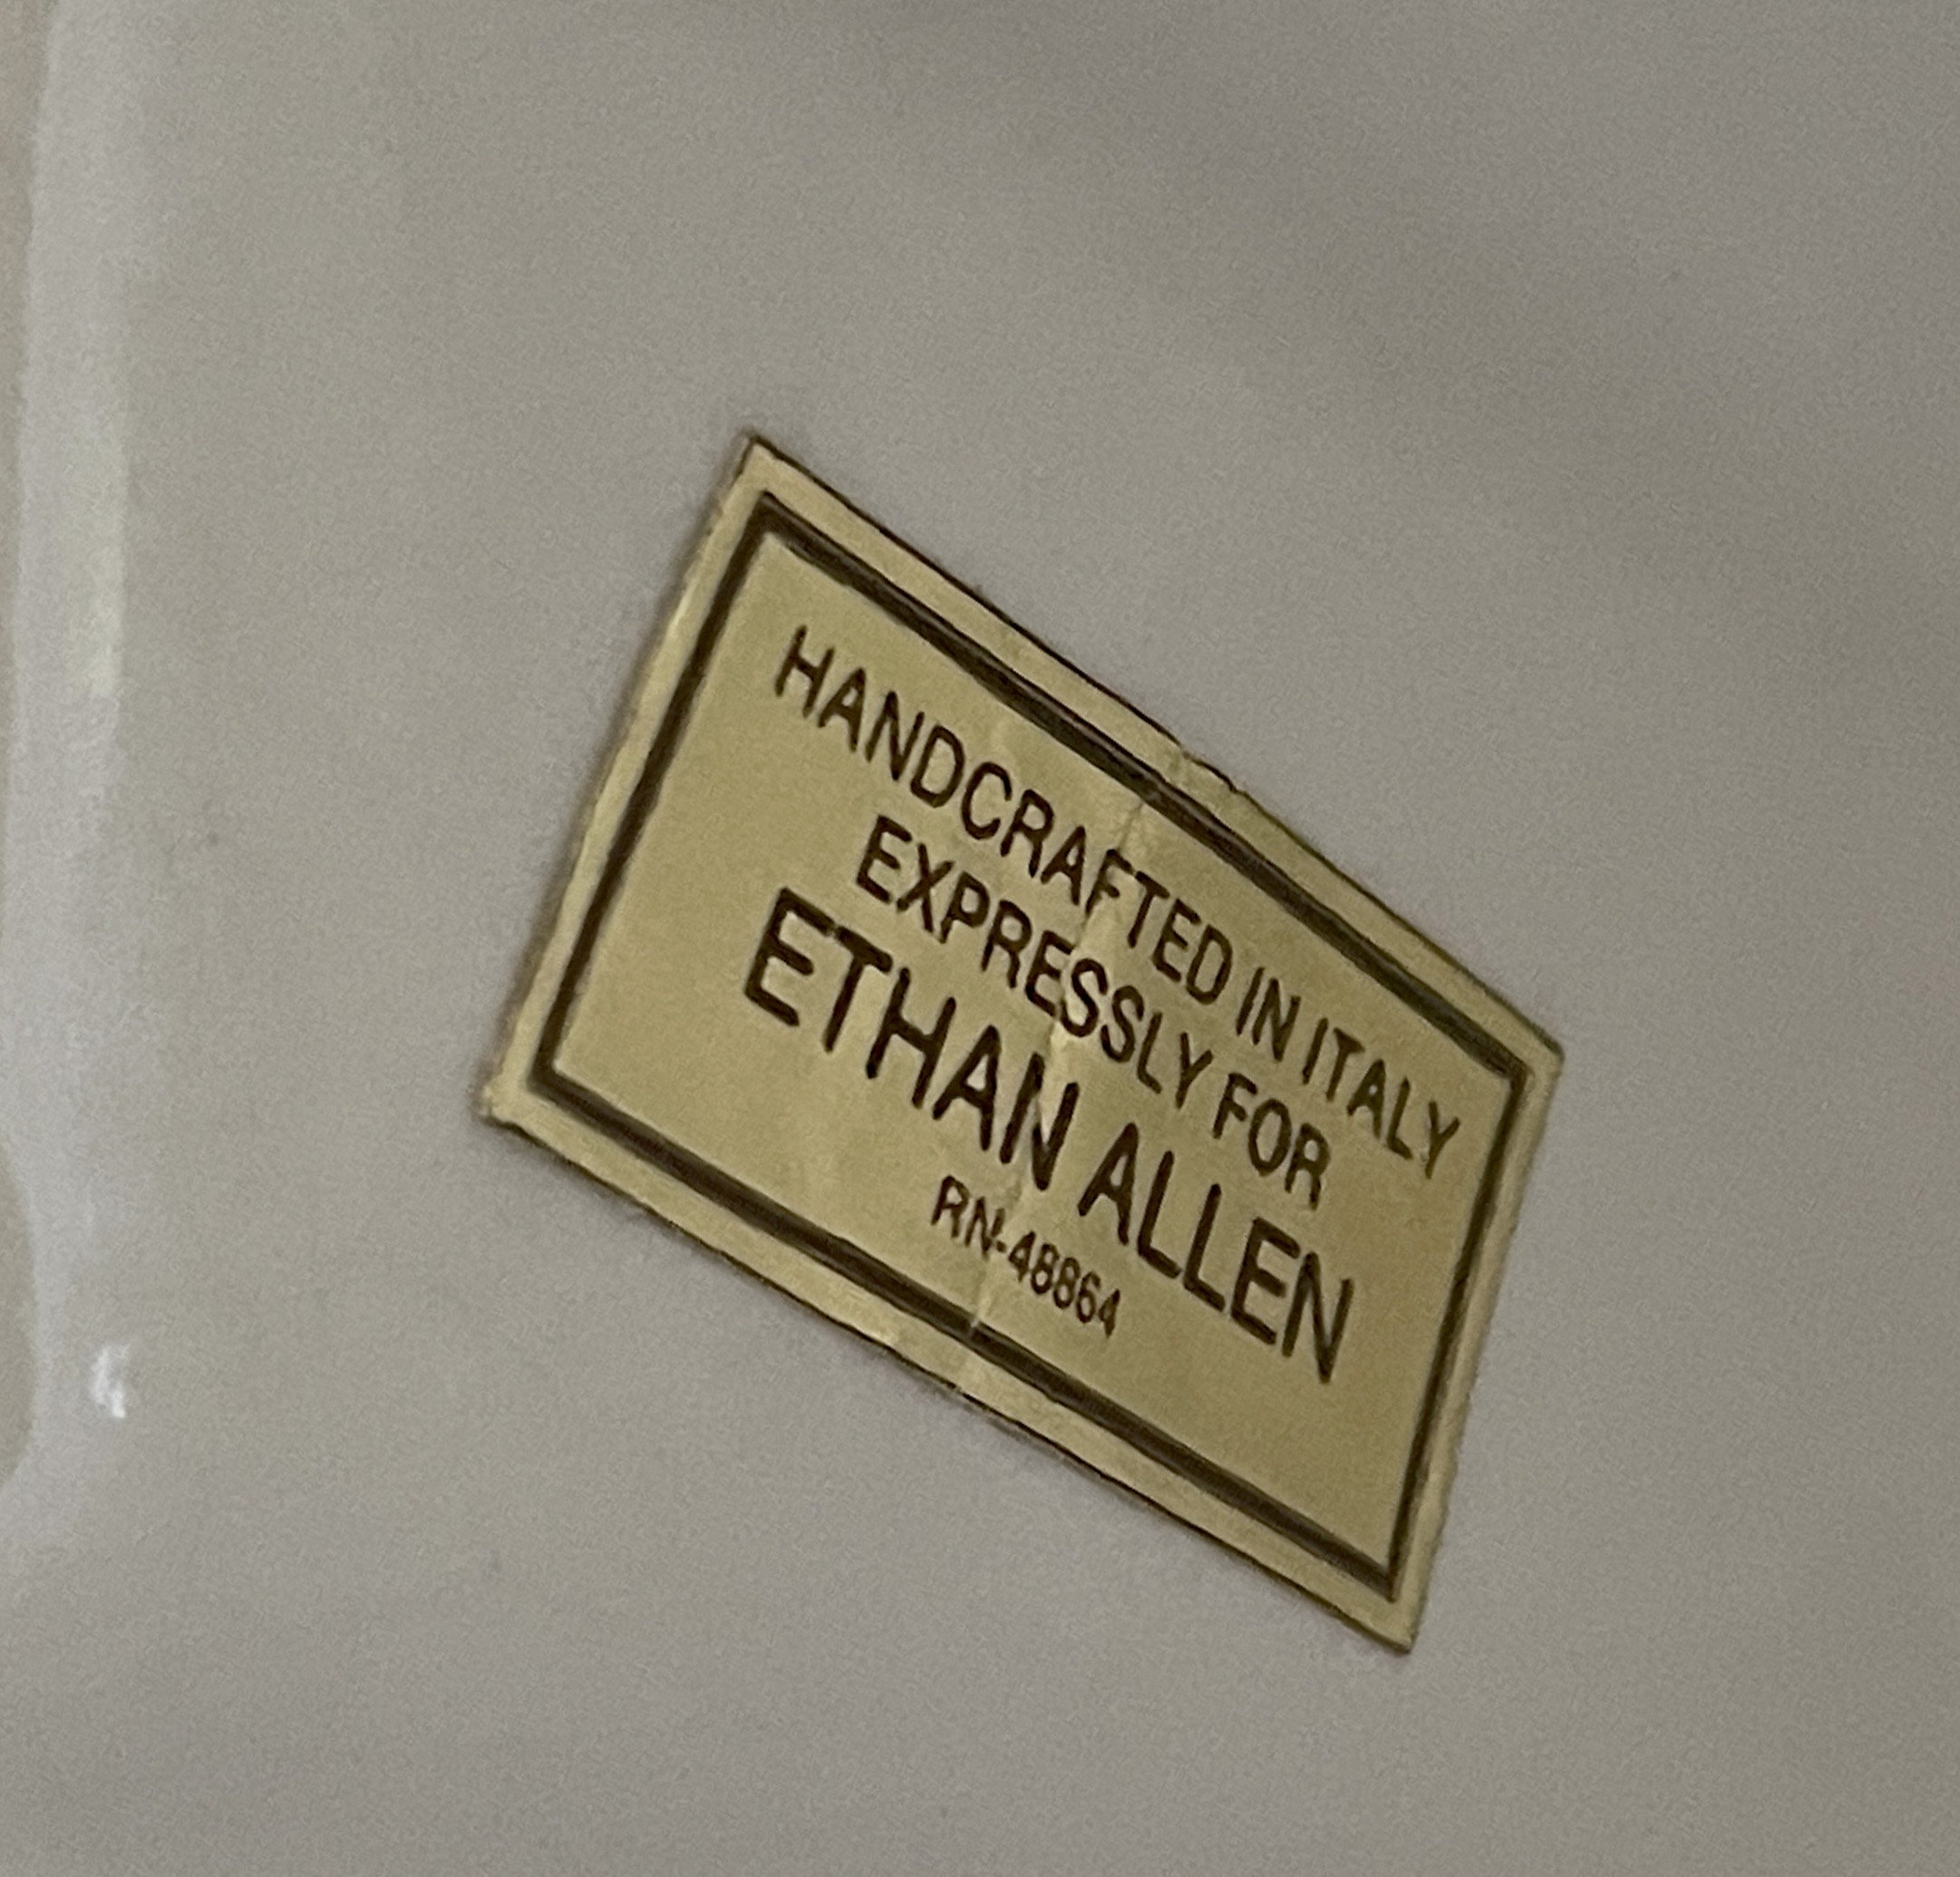 HANDCRAFTED IN ITALY
EXPRESSLY FOR
ETHAN ALLEN
RN-48864